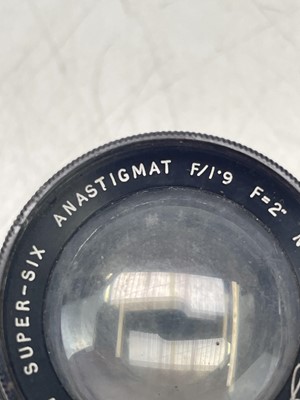 SUPER-SIX ANASTIGMAT F/1·9 F=2" N